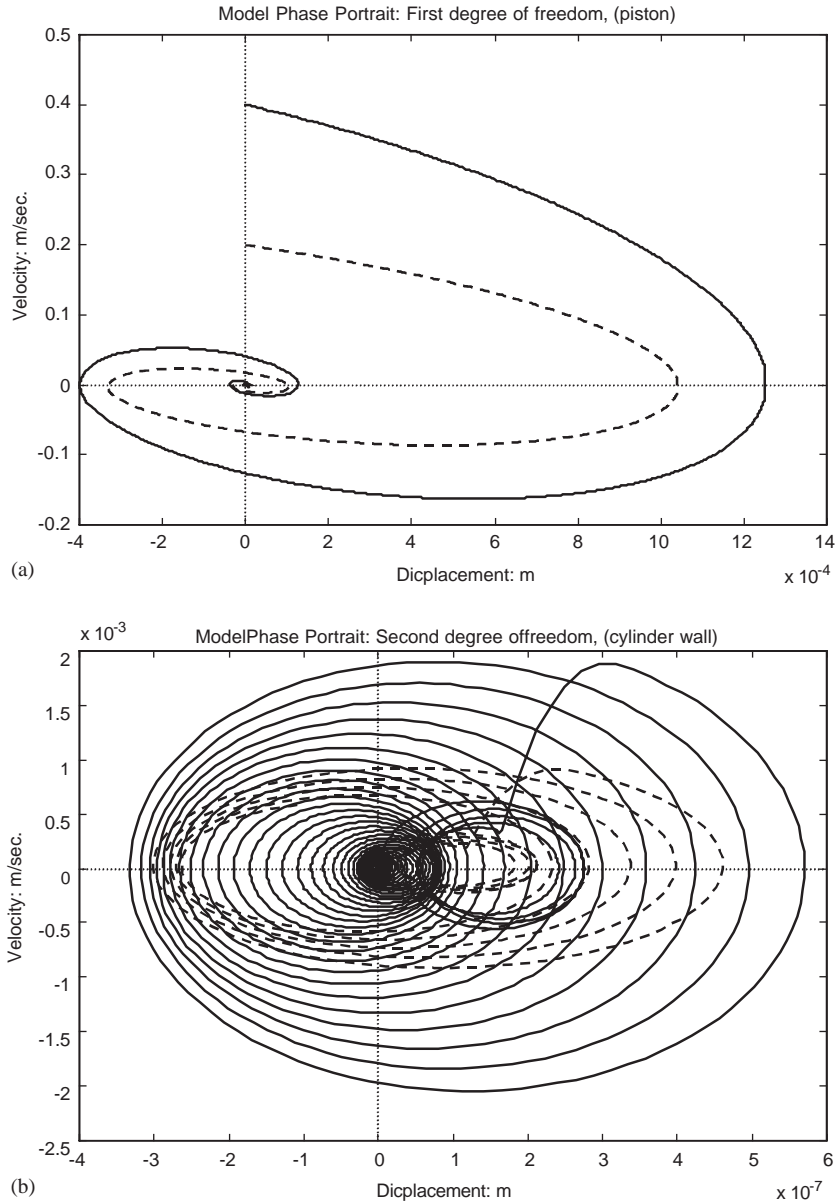 Model Phase Portrait: First degree of freedom, (piston)
0.5
0.4
0.3
0.2
0.1
0
-0.1
-0.2
Velocity: m/sec.
-4 -2 0 2 4 6 8 10 12 14
(a)
Dicplacement: m
x 10-4
x 10-3
ModelPhase Portrait: Second degree offreedom, (cylinder wall)
2
1.5
1
0.5
0
-0.5
-1
-1.5
-2
-2.5
Velocity: m/sec.
-4 -3 -2 -1 0 1 2 3 4 5 6
(b)
Dicplacement: m
x 10-7